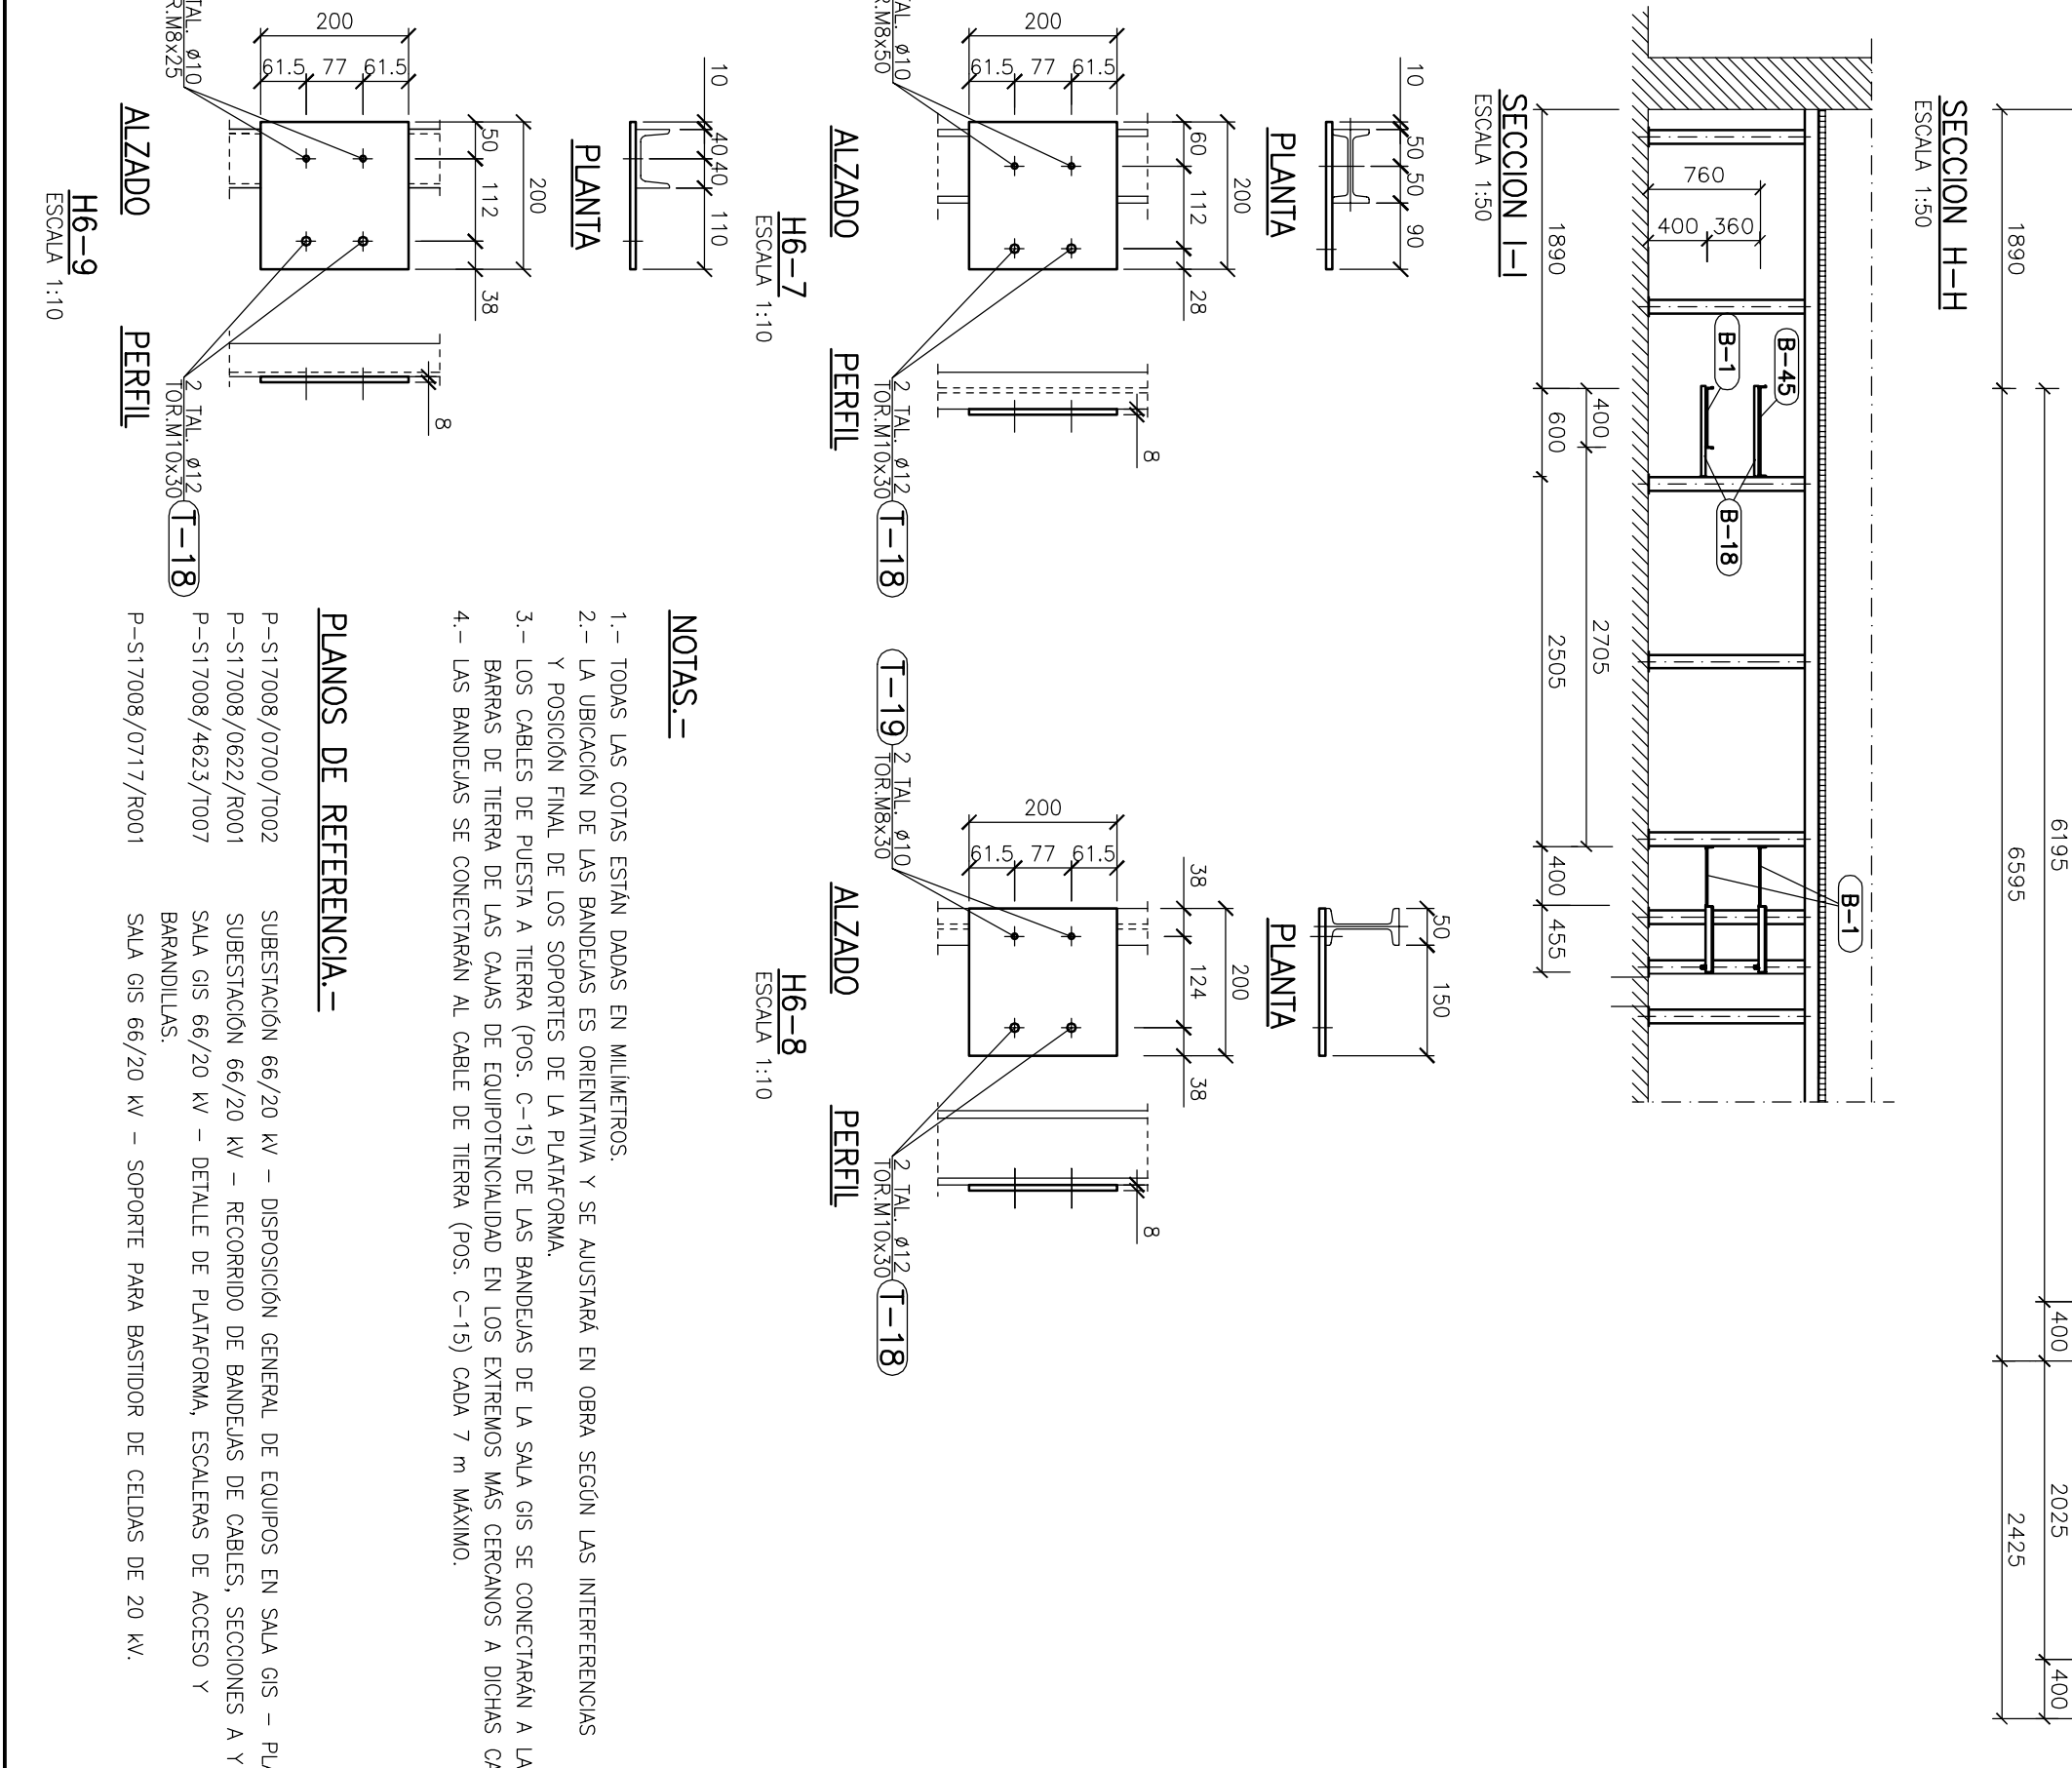 6195
400
2025
400
1890
6595
2425
SECCION H-H
ESCALA 1:50
760
400
360
B-45
B-1
B-18
B-1
400
2705
1890
600
2505
400
455
SECCION I-I
ESCALA 1:50
10
50
50
90
PLANTA
200
60
112
28
200
61.5
77
61.5
8
TAL. ø10
R.M8x50
2 TAL. ø12
TOR.M10x30
T-18
ALZADO
PERFIL
H6-7
ESCALA 1:10
50
150
PLANTA
200
38
124
38
200
61.5
77
61.5
8
T-19
2 TAL. ø10
TOR.M8x30
2 TAL. ø12
TOR.M10x30
T-18
ALZADO
PERFIL
H6-8
ESCALA 1:10
10
40
40
110
PLANTA
200
50
112
38
200
61.5
77
61.5
8
TAL. ø10
R.M8x25
2 TAL. ø12
TOR.M10x30
T-18
ALZADO
PERFIL
H6-9
ESCALA 1:10
NOTAS.-
1.- TODAS LAS COTAS ESTÁN DADAS EN MILÍMETROS.
2.- LA UBICACIÓN DE LAS BANDEJAS ES ORIENTATIVA Y SE AJUSTARÁ EN OBRA SEGÚN LAS INTERFERENCIAS
Y POSICIÓN FINAL DE LOS SOPORTES DE LA PLATAFORMA.
3.- LOS CABLES DE PUESTA A TIERRA (POS. C-15) DE LAS BANDEJAS DE LA SALA GIS SE CONECTARÁN A LA
BARRAS DE TIERRA DE LAS CAJAS DE EQUIPOTENCIALIDAD EN LOS EXTREMOS MÁS CERCANOS A DICHAS CA
4.- LAS BANDEJAS SE CONECTARÁN AL CABLE DE TIERRA (POS. C-15) CADA 7 m MÁXIMO.
PLANOS DE REFERENCIA.-
P-S17008/0700/T002 SUBESTACIÓN 66/20 kV - DISPOSICIÓN GENERAL DE EQUIPOS EN SALA GIS - PLA
P-S17008/0622/R001 SUBESTACIÓN 66/20 kV - RECORRIDO DE BANDEJAS DE CABLES, SECCIONES A Y
P-S17008/4623/T007 SALA GIS 66/20 kV - DETALLE DE PLATAFORMA, ESCALERAS DE ACCESO Y
BARANDILLAS.
P-S17008/0717/R001 SALA GIS 66/20 kV - SOPORTE PARA BASTIDOR DE CELDAS DE 20 kV.